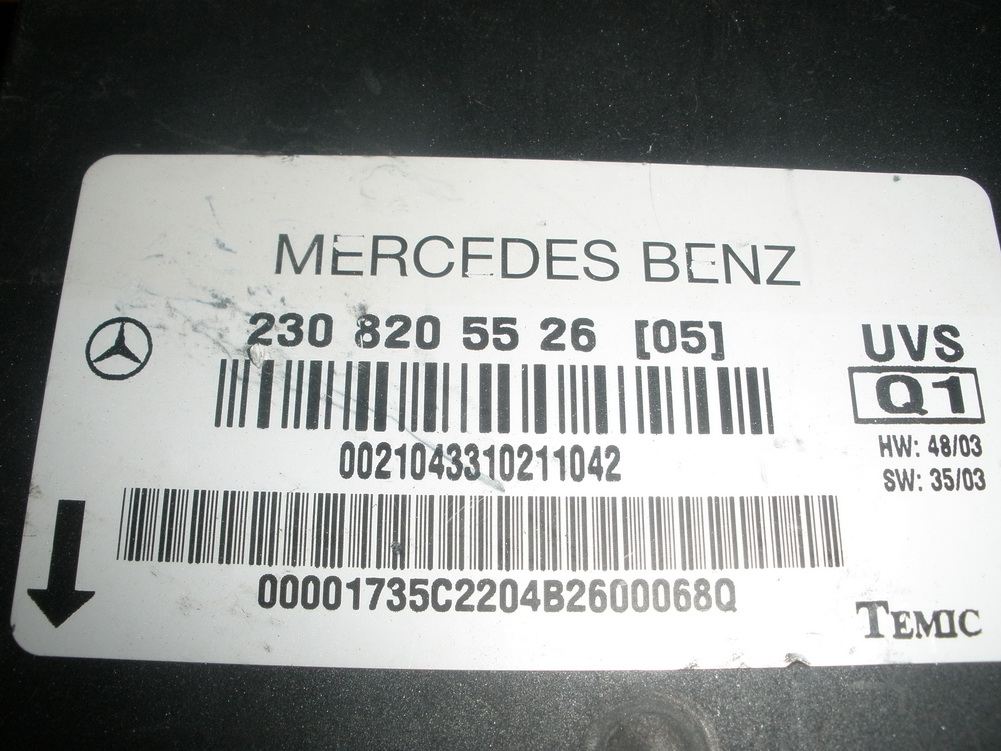 MERCEDES BENZ
230 820 55 26 [05]
UVS
Q1
0021043310211042
HW: 48/03
SW: 35/03
00001735C2204B2600068Q
TEMIC